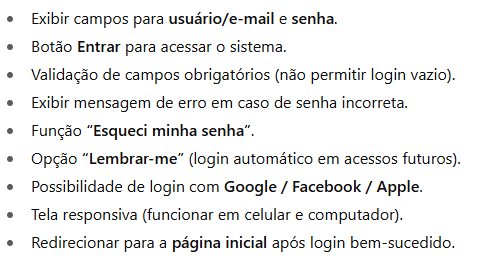 • Exibir campos para usuário/e-mail e senha.
• Botão Entrar para acessar o sistema.
• Validação de campos obrigatórios (não permitir login vazio).
• Exibir mensagem de erro em caso de senha incorreta.
• Função “Esqueci minha senha”.
• Opção “Lembrar-me” (login automático em acessos futuros).
• Possibilidade de login com Google / Facebook / Apple.
• Tela responsiva (funcionar em celular e computador).
• Redirecionar para a página inicial após login bem-sucedido.